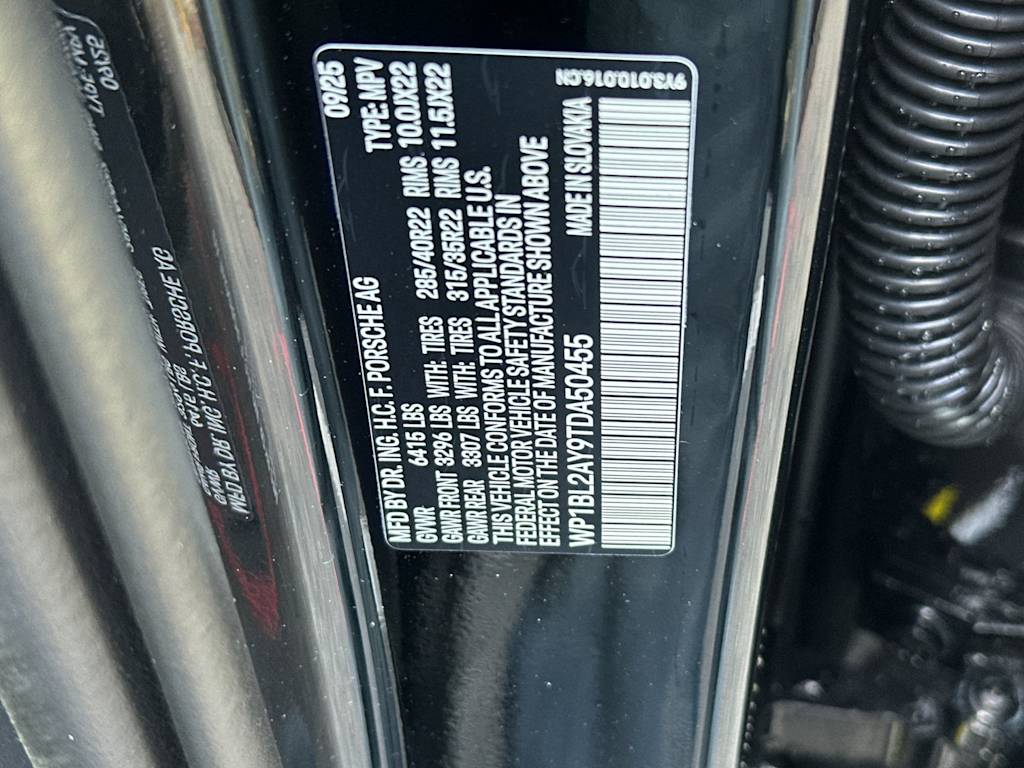 09/25
MFD BY DR. ING. H.C. F. PORSCHE AG TYPE: MPV
GVWR 6415 LBS
GAWR FRONT 3296 LBS WITH: TIRES 285/40R22 RMS. 10.0JX22
GAWR REAR 3307 LBS WITH: TIRES 315/35R22 RMS 11.5JX22
THIS VEHICLE CONFORMS TO ALL APPLICABLE U.S.
FEDERAL MOTOR VEHICLE SAFETY STANDARDS IN
EFFECT ON THE DATE OF MANUFACTURE SHOWN ABOVE
WP1BL2AY9TDA50455 MADE IN SLOVAKIA
9Y3.010.016.CN